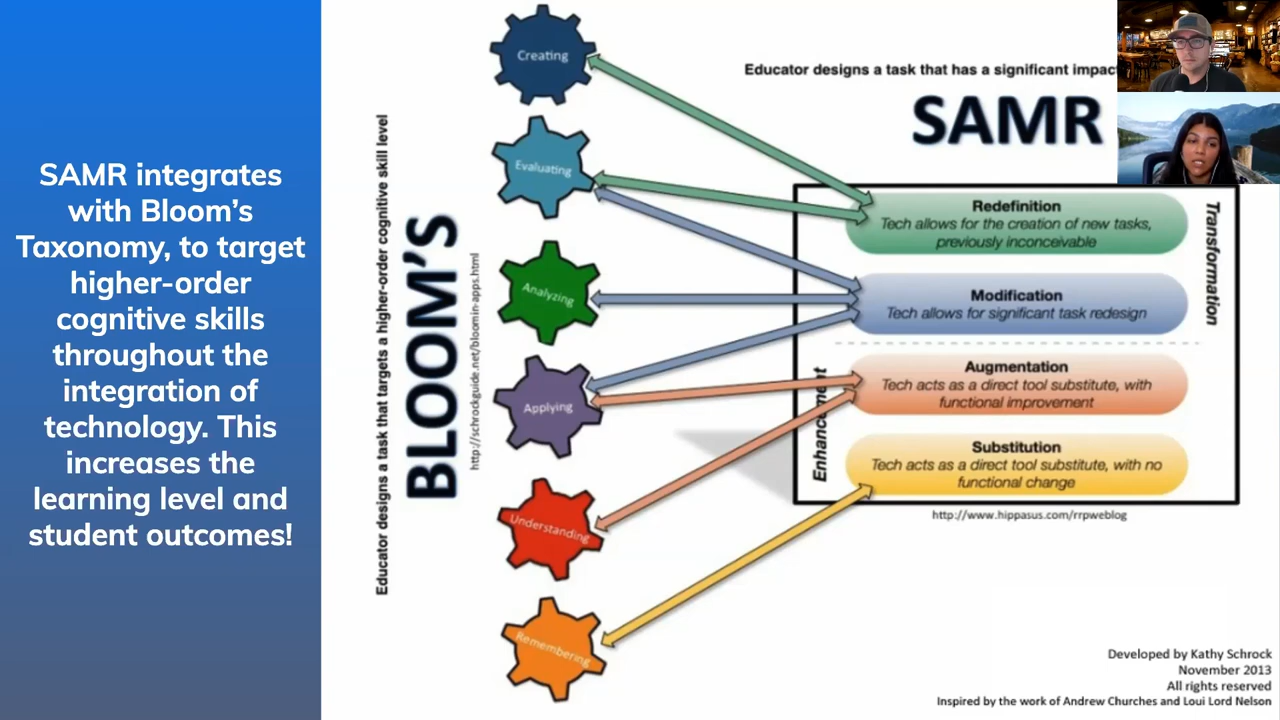 SAMR integrates
with Bloom’s
Taxonomy, to target
higher-order
cognitive skills
throughout the
integration of
technology. This
increases the
learning level and
student outcomes!
Educator designs a task that targets a higher-order cognitive skill level
BLOOM’S
http://schrockguide.net/bloomin-apps.html
Creating
Evaluating
Analyzing
Applying
Understanding
Remembering
Educator designs a task that has a significant impact
SAMR
Redefinition
Tech allows for the creation of new tasks,
previously inconceivable
Modification
Tech allows for significant task redesign
Transformation
Augmentation
Tech acts as a direct tool substitute, with
functional improvement
Substitution
Tech acts as a direct tool substitute, with no
functional change
Enhancement
http://www.hippasus.com/rrpweblog
Developed by Kathy Schrock
November 2013
All rights reserved
Inspired by the work of Andrew Churches and Loui Lord Nelson